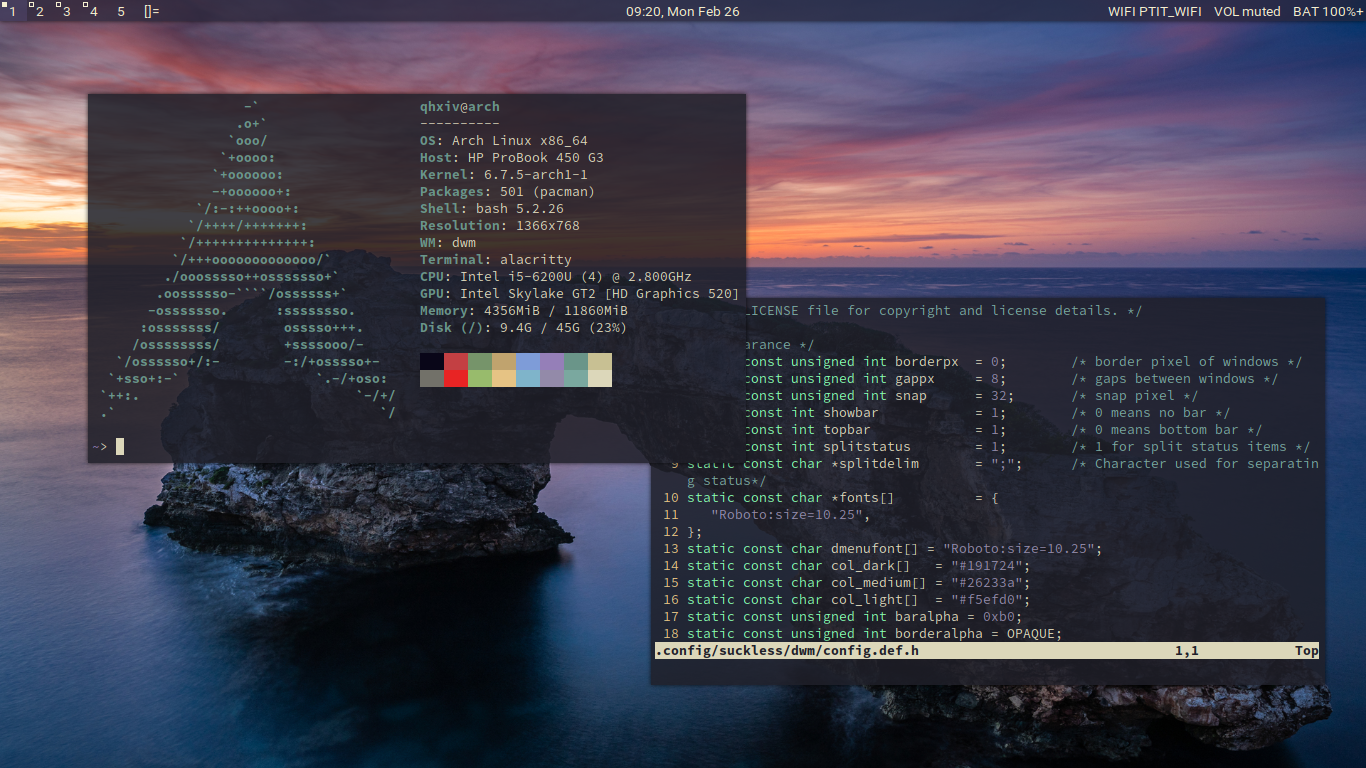 1 2 3 4 5 []=
09:20, Mon Feb 26
WIFI PTIT_WIFI VOL muted BAT 100%+
-`
.o+`
`ooo/
`+oooo:
`+oooooo:
-+oooooo+:
`/:-:++oooo+:
`/++++/+++++++:
`/++++++++++++++:
`/+++ooooooooooooo/`
./ooosssso++osssssso+`
.oossssso-````/ossssss+`
-osssssso. :ssssssso.
:osssssss/ osssso+++.
/ossssssss/ +ssssooo/-
`/ossssso+/:- -:/+osssso+-
`+sso+:-` `.-/+oso:
`++:. `-/+/
.` `/
qhxiv@arch
----------
OS: Arch Linux x86_64
Host: HP ProBook 450 G3
Kernel: 6.7.5-arch1-1
Packages: 501 (pacman)
Shell: bash 5.2.26
Resolution: 1366x768
WM: dwm
Terminal: alacritty
CPU: Intel i5-6200U (4) @ 2.800GHz
GPU: Intel Skylake GT2 [HD Graphics 520]
Memory: 4356MiB / 11860MiB
Disk (/): 9.4G / 45G (23%)
~>
LICENSE file for copyright and license details. */
arance */
const unsigned int borderpx = 0; /* border pixel of windows */
const unsigned int gappx = 8; /* gaps between windows */
const unsigned int snap = 32; /* snap pixel */
const int showbar = 1; /* 0 means no bar */
const int topbar = 1; /* 0 means bottom bar */
const int splitstatus = 1; /* 1 for split status items */
9 static const char *splitdelim = ";"; /* Character used for separatin
g status*/
10 static const char *fonts[] = {
11 "Roboto:size=10.25",
12 };
13 static const char dmenufont[] = "Roboto:size=10.25";
14 static const char col_dark[] = "#191724";
15 static const char col_medium[] = "#26233a";
16 static const char col_light[] = "#f5efd0";
17 static const unsigned int baralpha = 0xb0;
18 static const unsigned int borderalpha = OPAQUE;
.config/suckless/dwm/config.def.h 1,1 Top